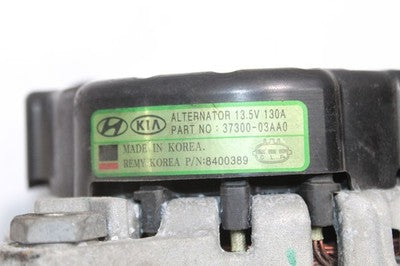 KIA ALTERNATOR 13.5V 130A
PART NO : 37300-03AA0
MADE IN KOREA.
REMY KOREA P/N:8400389